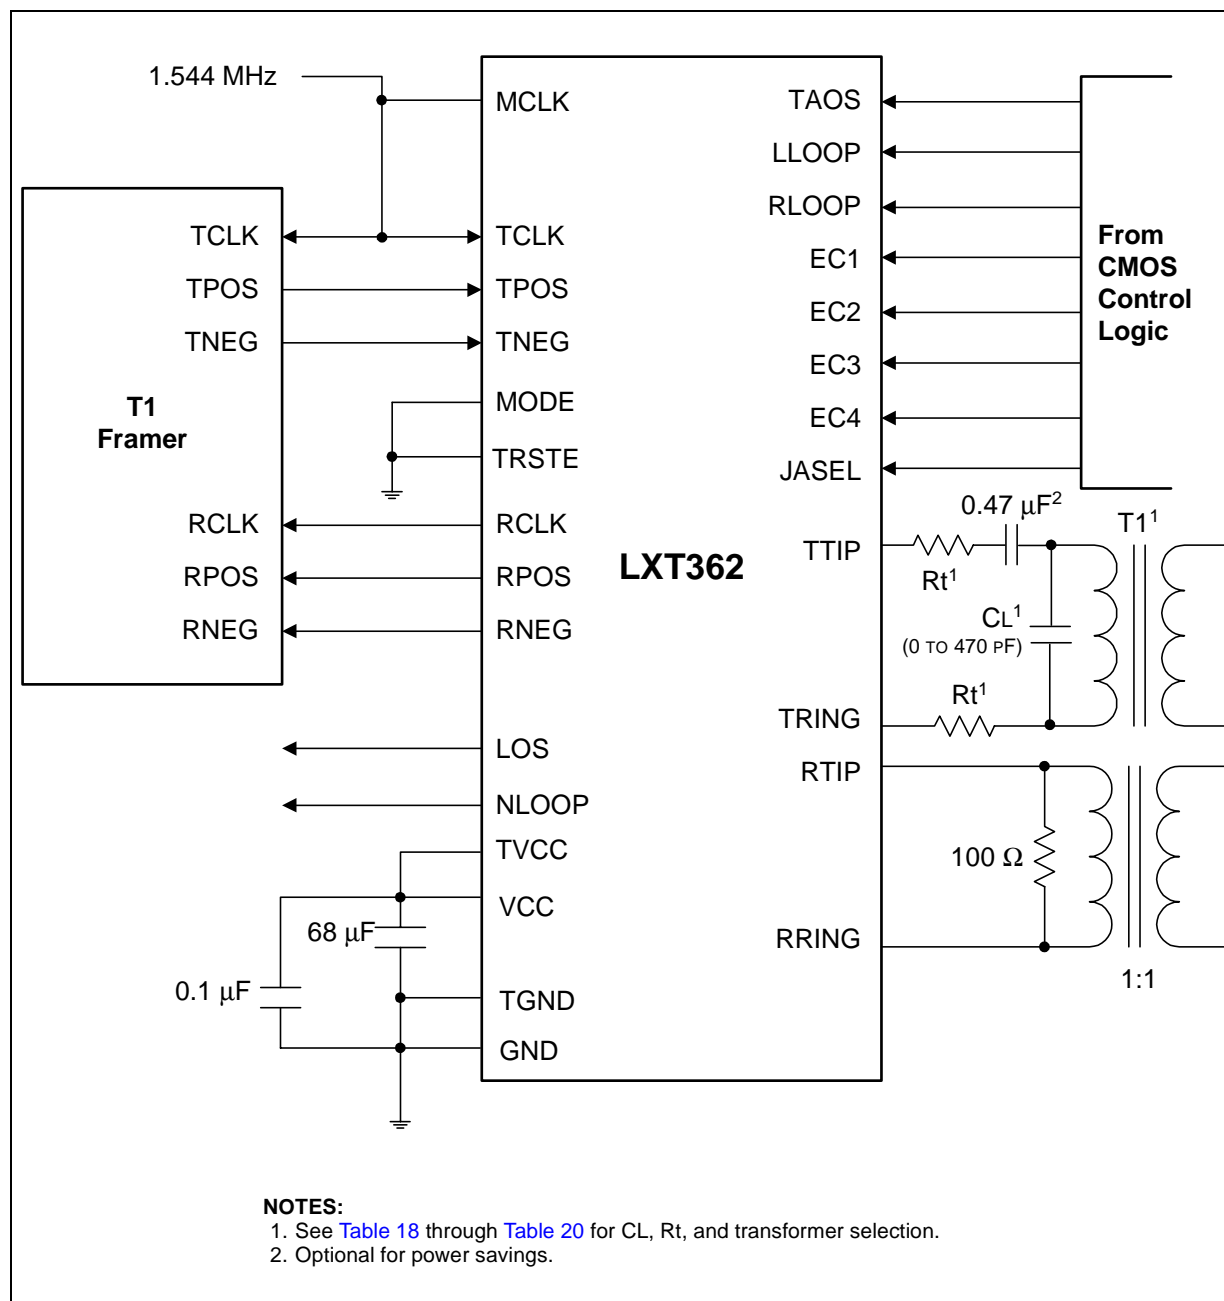 1.544 MHz
MCLK
TAOS
LLOOP
RLOOP
EC1
EC2
EC3
EC4
JASEL
From
CMOS
Control
Logic
TCLK
TPOS
TNEG
T1
Framer
RCLK
RPOS
RNEG
TCLK
TPOS
TNEG
MODE
TRSTE
RCLK
RPOS
RNEG
LXT362
TTIP
0.47 μF²
T1¹
Rt¹
CL¹
(0 TO 470 PF)
Rt¹
TRING
RTIP
100 Ω
RRING
1:1
LOS
NLOOP
TVCC
VCC
68 μF
0.1 μF
TGND
GND
NOTES:
1. See Table 18 through Table 20 for CL, Rt, and transformer selection.
2. Optional for power savings.